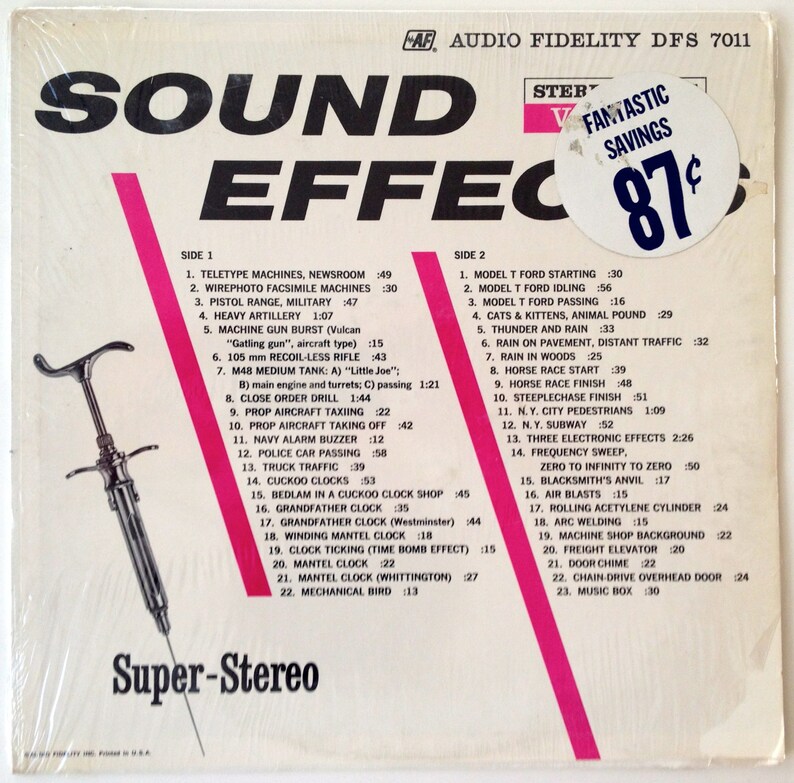 AF® AUDIO FIDELITY DFS 7011
SOUND
EFFEC S
FANTASTIC
SAVINGS
87¢
SIDE 1
1. TELETYPE MACHINES, NEWSROOM :49
2. WIREPHOTO FACSIMILE MACHINES :30
3. PISTOL RANGE, MILITARY :47
4. HEAVY ARTILLERY 1:07
5. MACHINE GUN BURST (Vulcan
"Gatling gun", aircraft type) :15
6. 105 mm RECOIL-LESS RIFLE :43
7. M48 MEDIUM TANK: A) "Little Joe";
B) main engine and turrets; C) passing 1:21
8. CLOSE ORDER DRILL 1:44
9. PROP AIRCRAFT TAXIING :22
10. PROP AIRCRAFT TAKING OFF :42
11. NAVY ALARM BUZZER :12
12. POLICE CAR PASSING :58
13. TRUCK TRAFFIC :39
14. CUCKOO CLOCKS :53
15. BEDLAM IN A CUCKOO CLOCK SHOP :45
16. GRANDFATHER CLOCK :35
17. GRANDFATHER CLOCK (Westminster) :44
18. WINDING MANTEL CLOCK :18
19. CLOCK TICKING (TIME BOMB EFFECT) :15
20. MANTEL CLOCK :22
21. MANTEL CLOCK (WHITTINGTON) :27
22. MECHANICAL BIRD :13
SIDE 2
1. MODEL T FORD STARTING :30
2. MODEL T FORD IDLING :56
3. MODEL T FORD PASSING :16
4. CATS & KITTENS, ANIMAL POUND :29
5. THUNDER AND RAIN :33
6. RAIN ON PAVEMENT, DISTANT TRAFFIC :32
7. RAIN IN WOODS :25
8. HORSE RACE START :39
9. HORSE RACE FINISH :48
10. STEEPLECHASE FINISH :51
11. N.Y. CITY PEDESTRIANS 1:09
12. N.Y. SUBWAY :52
13. THREE ELECTRONIC EFFECTS 2:26
14. FREQUENCY SWEEP,
ZERO TO INFINITY TO ZERO :50
15. BLACKSMITH'S ANVIL :17
16. AIR BLASTS :15
17. ROLLING ACETYLENE CYLINDER :24
18. ARC WELDING :15
19. MACHINE SHOP BACKGROUND :22
20. FREIGHT ELEVATOR :20
21. DOOR CHIME :22
22. CHAIN-DRIVE OVERHEAD DOOR :24
23. MUSIC BOX :30
Super-Stereo
FIDELITY INC. Printed in U.S.A.